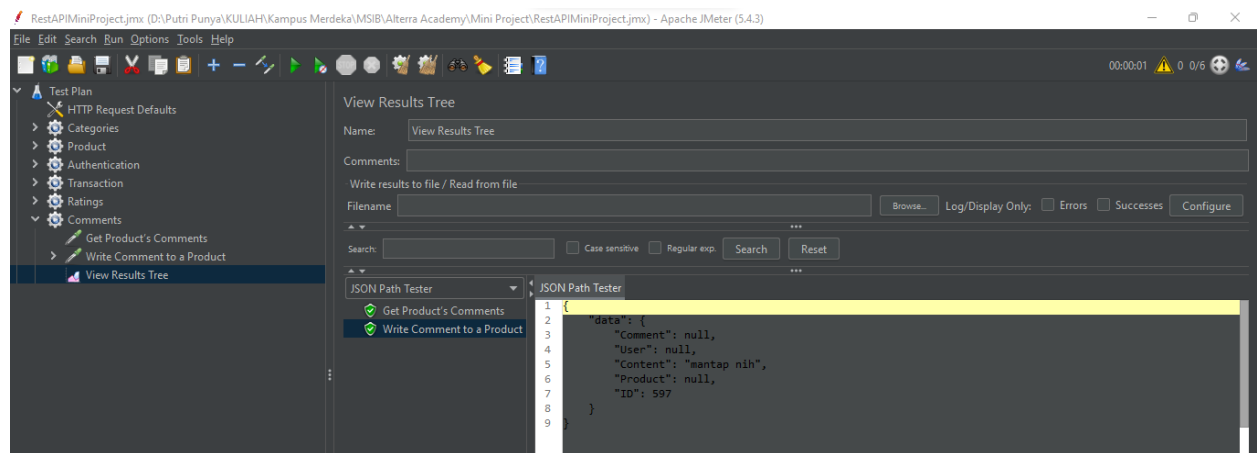 RestAPIMiniProject.jmx (D:\Putri Punya\KULIAH\Kampus Merdeka\MSIB\Alterra Academy\Mini Project\RestAPIMiniProject.jmx) - Apache JMeter (5.4.3)
File Edit Search Run Options Tools Help
00:00:01 0 0/6
Test Plan
HTTP Request Defaults
Categories
Product
Authentication
Transaction
Ratings
Comments
Get Product's Comments
Write Comment to a Product
View Results Tree
View Results Tree
Name: View Results Tree
Comments:
Write results to file / Read from file
Filename Browse... Log/Display Only: Errors Successes Configure
Search: Case sensitive Regular exp. Search Reset
JSON Path Tester
Get Product's Comments
Write Comment to a Product
JSON Path Tester
1 {
2 "data": {
3 "Comment": null,
4 "User": null,
5 "Content": "mantap nih",
6 "Product": null,
7 "ID": 597
8 }
9 }